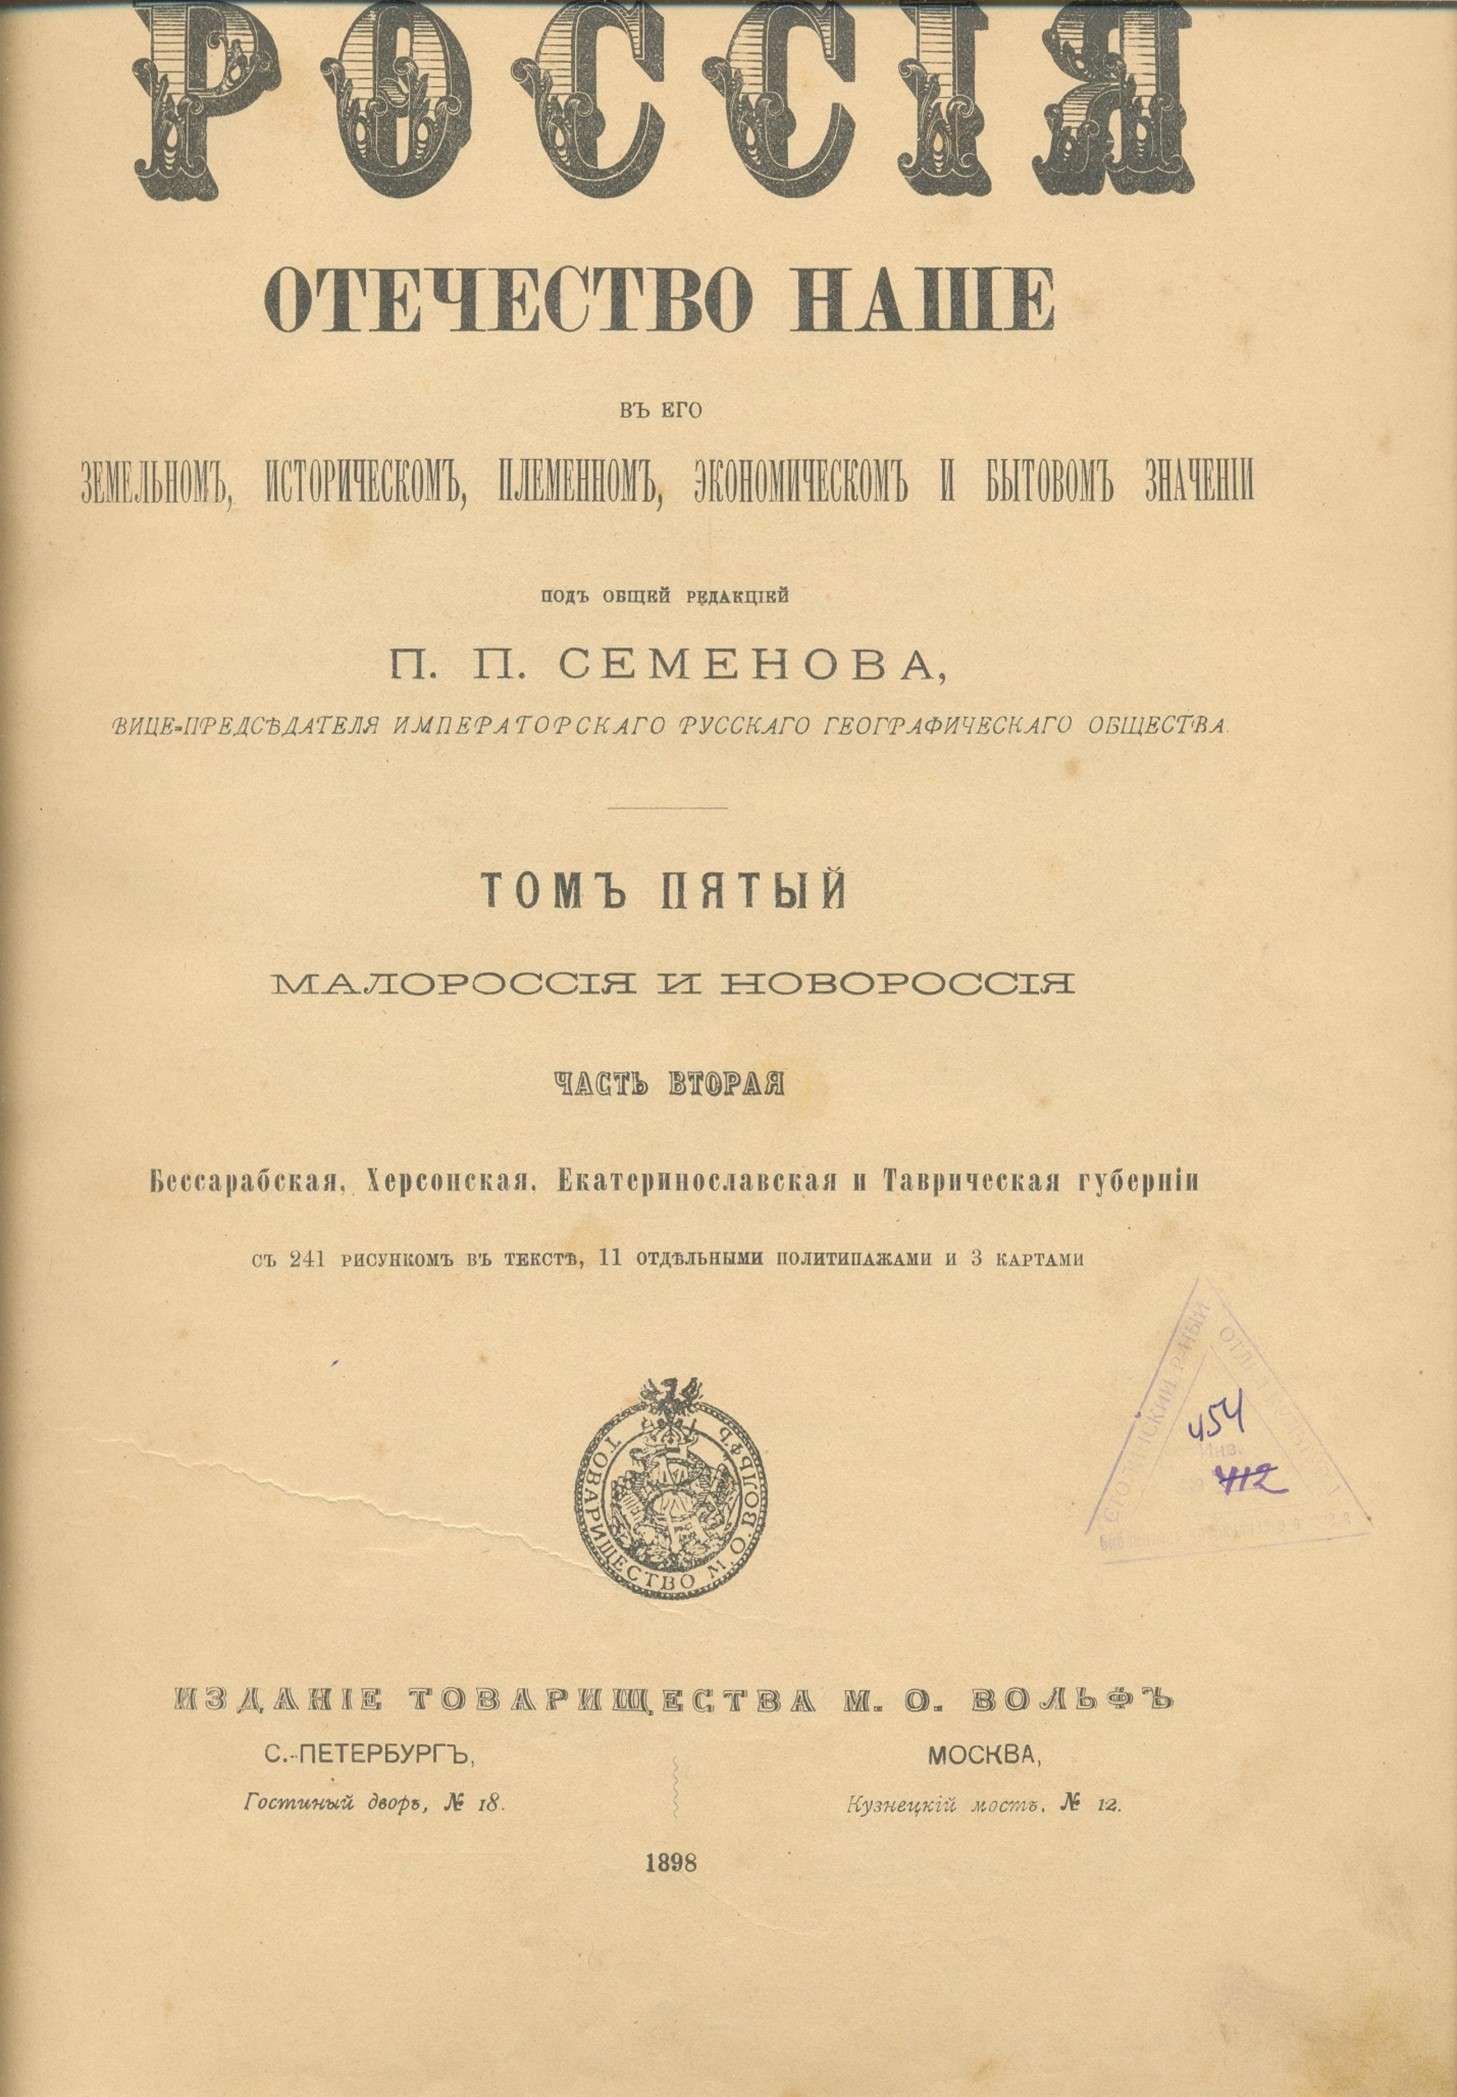 РОССІЯ
ОТЕЧЕСТВО НАШЕ
ВЪ ЕГО
ЗЕМЕЛЬНОМЪ, ИСТОРИЧЕСКОМЪ, ПЛЕМЕННОМЪ, ЭКОНОМИЧЕСКОМЪ И БЫТОВОМЪ ЗНАЧЕНІИ
ПОДЪ ОБЩЕЙ РЕДАКЦІЕЙ
П. П. СЕМЕНОВА,
ВИЦЕ-ПРЕДСѢДАТЕЛЯ ИМПЕРАТОРСКАГО РУССКАГО ГЕОГРАФИЧЕСКАГО ОБЩЕСТВА.
ТОМЪ ПЯТЫЙ
МАЛОРОССІЯ И НОВОРОССІЯ
ЧАСТЬ ВТОРАЯ
Бессарабская, Херсонская, Екатеринославская и Таврическая губерніи
СЪ 241 РИСУНКОМЪ ВЪ ТЕКСТѢ, 11 ОТДѢЛЬНЫМИ ПОЛИТИПАЖАМИ И 3 КАРТАМИ
454
Инв.
412
ТОВАРИЩЕСТВО М. О. ВОЛЬФЪ
ИЗДАНІЕ ТОВАРИЩЕСТВА М. О. ВОЛЬФЪ
С.-ПЕТЕРБУРГЪ,
Гостиный дворъ, № 18.
МОСКВА,
Кузнецкій мостъ, № 12.
1898